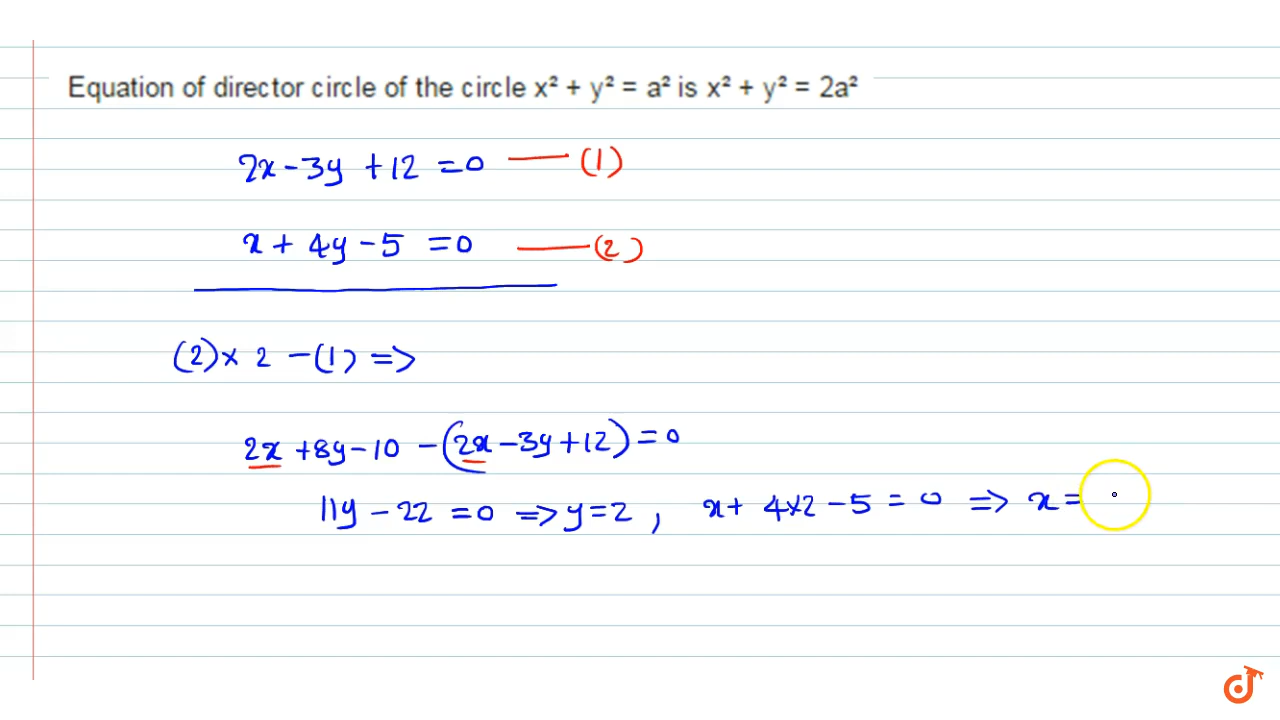 Equation of director circle of the circle x² + y² = a² is x² + y² = 2a²
2x - 3y + 12 = 0 —— (1)
x + 4y - 5 = 0 —— (2)
(2) × 2 - (1) =>
2x + 8y - 10 - (2x - 3y + 12) = 0
11y - 22 = 0 => y = 2 , x + 4×2 - 5 = 0 => x =